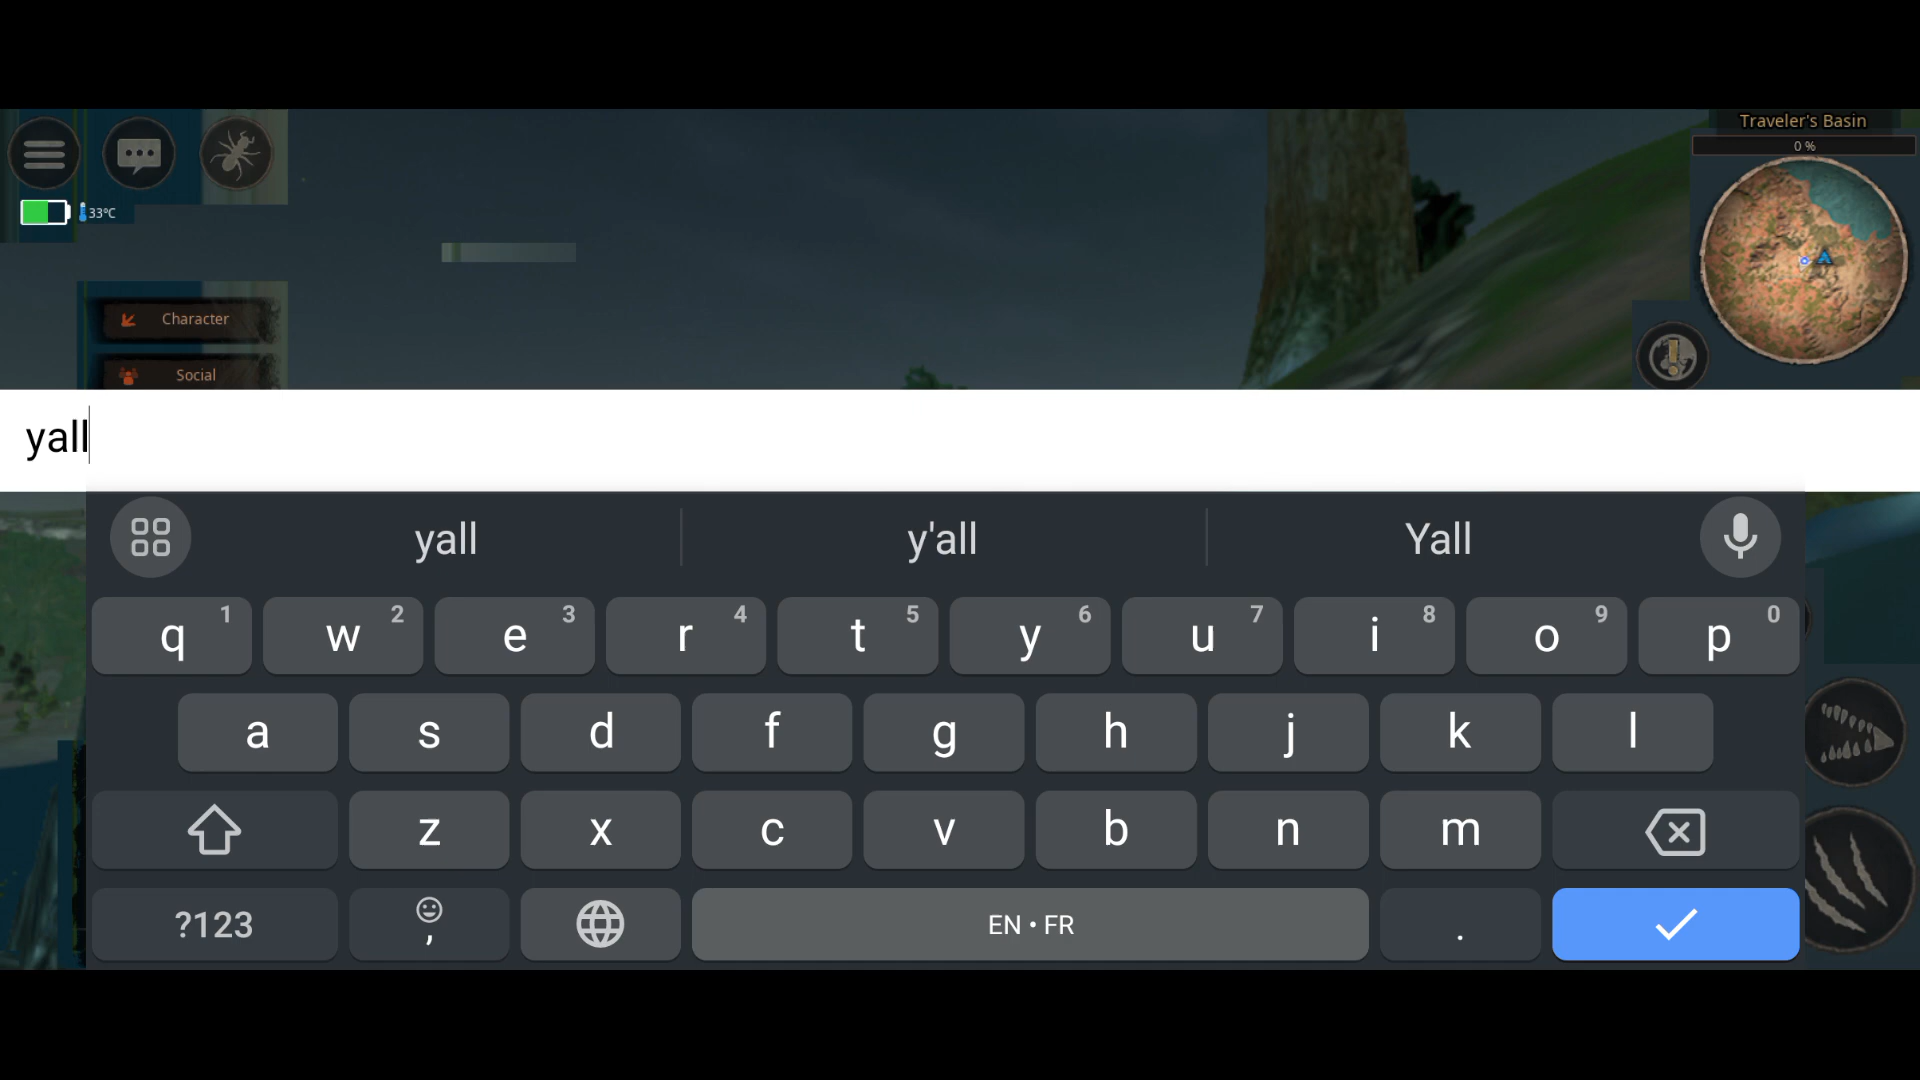 Traveler's Basin
0 %
33°C
Character
Social
yall
yall y'all Yall
q 1 w 2 e 3 r 4 t 5 y 6 u 7 i 8 o 9 p 0
a s d f g h j k l
z x c v b n m
?123 , EN • FR .